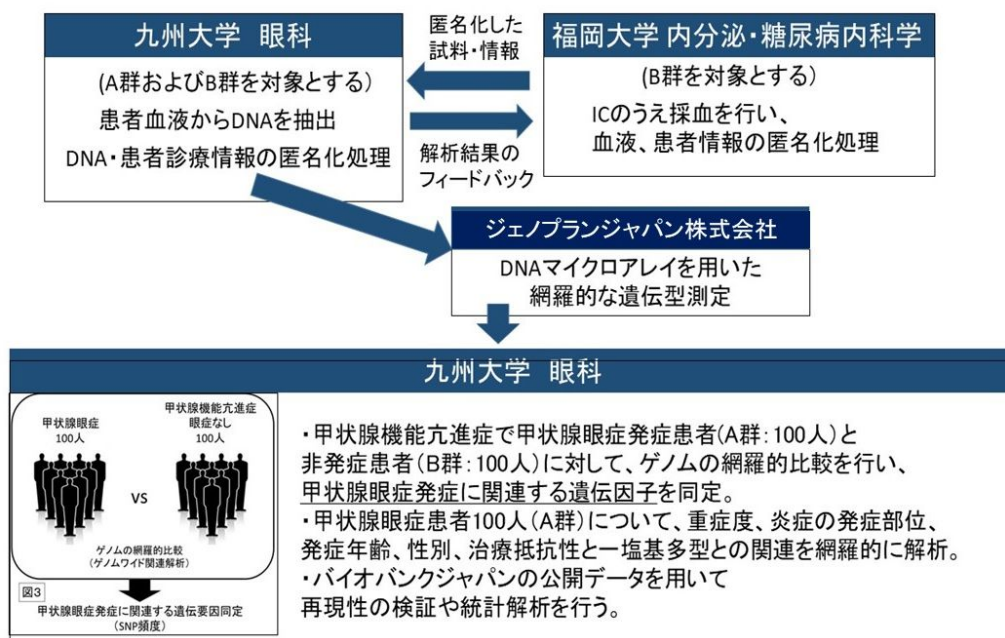 九州大学 眼科
(A群およびB群を対象とする)
患者血液からDNAを抽出
DNA・患者診療情報の匿名化処理
匿名化した
試料・情報
解析結果の
フィードバック
福岡大学 内分泌・糖尿病内科学
(B群を対象とする)
ICのうえ採血を行い、
血液、患者情報の匿名化処理
ジェノプランジャパン株式会社
DNAマイクロアレイを用いた
網羅的な遺伝型測定
九州大学 眼科
甲状腺眼症
100人
VS
甲状腺機能亢進症
眼症なし
100人
ゲノムの網羅的比較
(ゲノムワイド関連解析)
図3
甲状腺眼症発症に関連する遺伝要因同定
(SNP頻度)
・甲状腺機能亢進症で甲状腺眼症発症患者(A群:100人)と
非発症患者(B群:100人)に対して、ゲノムの網羅的比較を行い、
甲状腺眼症発症に関連する遺伝因子を同定。
・甲状腺眼症患者100人(A群)について、重症度、炎症の発症部位、
発症年齢、性別、治療抵抗性と一塩基多型との関連を網羅的に解析。
・バイオバンクジャパンの公開データを用いて
再現性の検証や統計解析を行う。